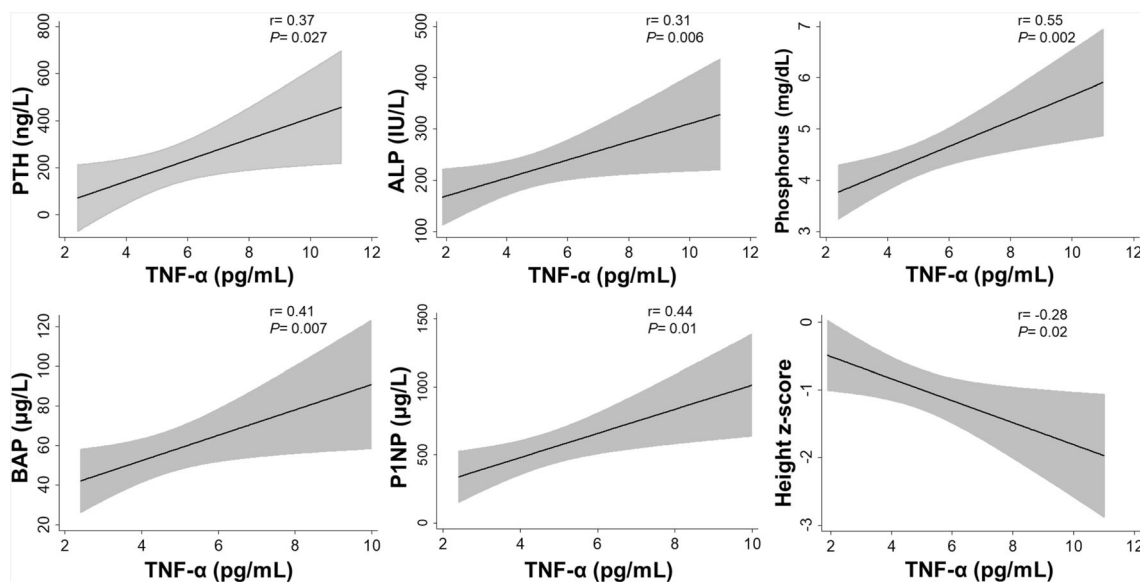 r= 0.37
P= 0.027
PTH (ng/L)
0 200 400 600 800
2 4 6 8 10 12
TNF-α (pg/mL)
r= 0.31
P= 0.006
ALP (IU/L)
100 200 300 400 500
2 4 6 8 10 12
TNF-α (pg/mL)
r= 0.55
P= 0.002
Phosphorus (mg/dL)
3 4 5 6 7
2 4 6 8 10 12
TNF-α (pg/mL)
r= 0.41
P= 0.007
BAP (µg/L)
20 40 60 80 100 120
2 4 6 8 10
TNF-α (pg/mL)
r= 0.44
P= 0.01
P1NP (µg/L)
0 500 1000 1500
2 4 6 8 10
TNF-α (pg/mL)
r= -0.28
P= 0.02
Height z-score
-3 -2 -1 0
2 4 6 8 10 12
TNF-α (pg/mL)